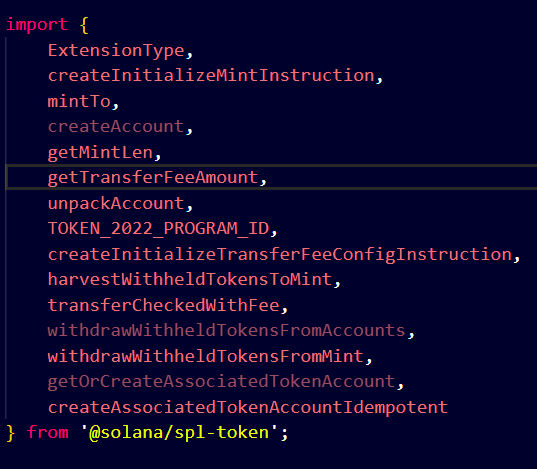 import {
    ExtensionType,
    createInitializeMintInstruction,
    mintTo,
    createAccount,
    getMintLen,
    getTransferFeeAmount,
    unpackAccount,
    TOKEN_2022_PROGRAM_ID,
    createInitializeTransferFeeConfigInstruction,
    harvestWithheldTokensToMint,
    transferCheckedWithFee,
    withdrawWithheldTokensFromAccounts,
    withdrawWithheldTokensFromMint,
    getOrCreateAssociatedTokenAccount,
    createAssociatedTokenAccountIdempotent
} from '@solana/spl-token';